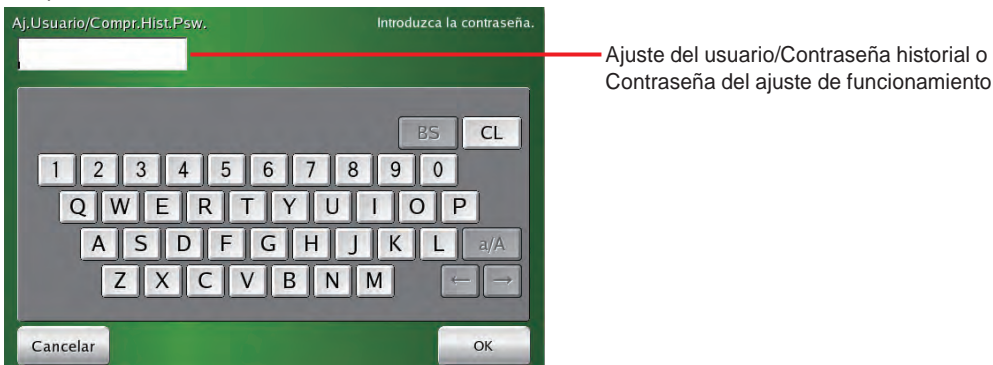 Aj.Usuario/Compr.Hist.Psw. Introduzca la contraseña.
Ajuste del usuario/Contraseña historial o
Contraseña del ajuste de funcionamiento
BS CL
1 2 3 4 5 6 7 8 9 0
Q W E R T Y U I O P
A S D F G H J K L a/A
Z X C V B N M ← →
Cancelar OK